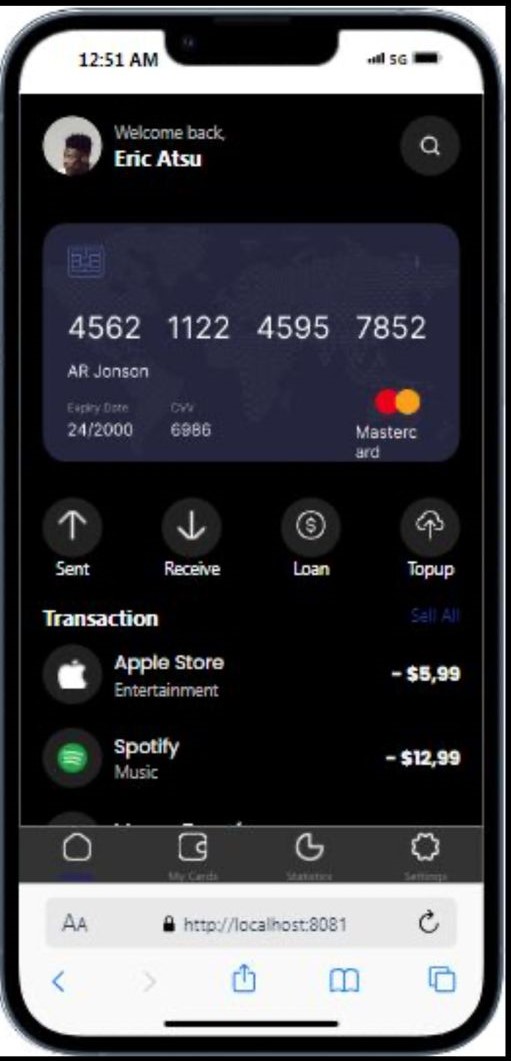 12:51 AM
5G
Welcome back,
Eric Atsu
4562 1122 4595 7852
AR Jonson
Expiry Date CVV
24/2000 6986
Masterc
ard
Sent Receive Loan Topup
Transaction Sell All
Apple Store
Entertainment
- $5,99
Spotify
Music
- $12,99
My Cards Statistics Settings
AA http://localhost:8081